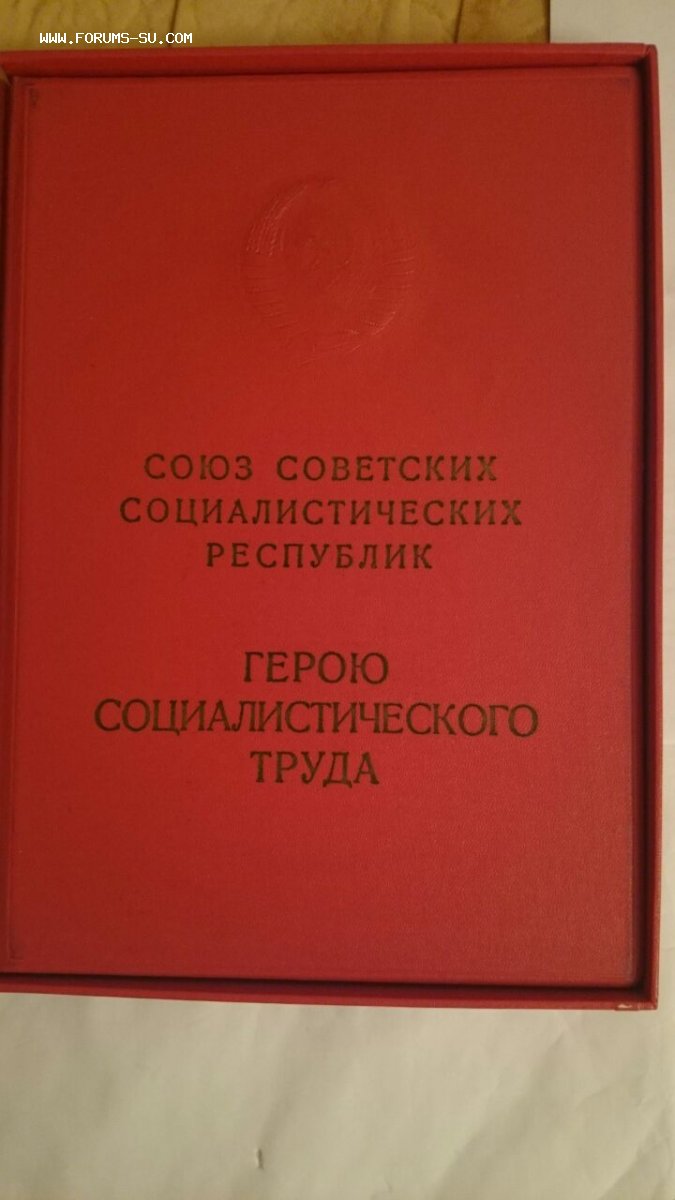 www.forums-su.com
СОЮЗ СОВЕТСКИХ
СОЦИАЛИСТИЧЕСКИХ
РЕСПУБЛИК
ГЕРОЮ
СОЦИАЛИСТИЧЕСКОГО
ТРУДА